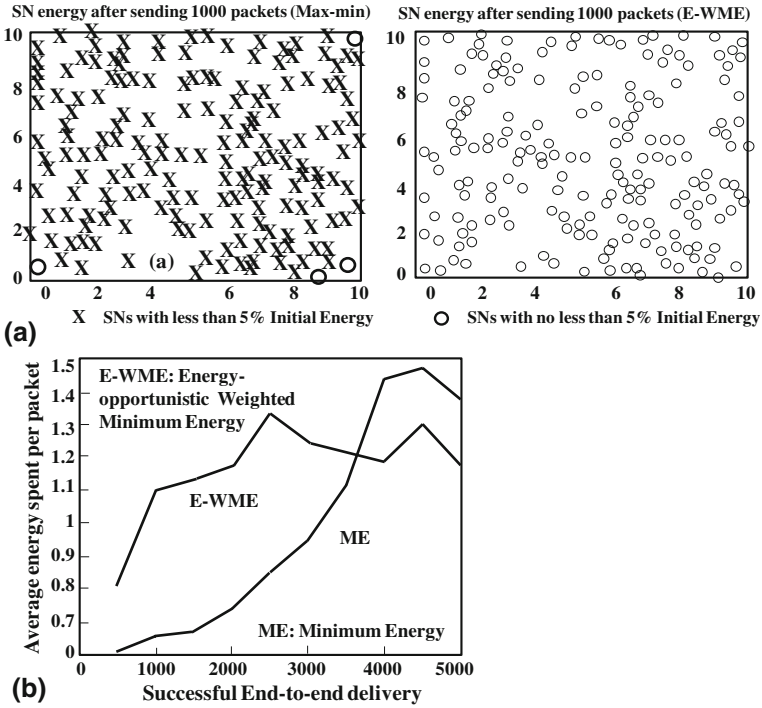 SN energy after sending 1000 packets (Max-min)
SN energy after sending 1000 packets (E-WME)
10
8
6
4
2
0
(a)
0 2 4 6 8 10
10
8
6
4
2
0
0 2 4 6 8 10
(a)
X SNs with less than 5% Initial Energy
O SNs with no less than 5% Initial Energy
1.5
1.4
1.3
1.2
1.1
1
0.9
0.8
0.7
0
Average energy spent per packet
E-WME: Energy-
opportunistic Weighted
Minimum Energy
E-WME
ME
ME: Minimum Energy
0 1000 2000 3000 4000 5000
Successful End-to-end delivery
(b)